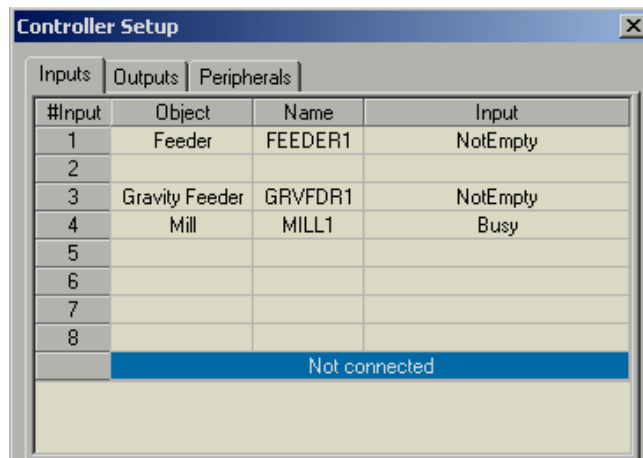 Controller Setup
Inputs Outputs Peripherals
#Input Object Name Input
1 Feeder FEEDER1 NotEmpty
2
3 Gravity Feeder GRVFDR1 NotEmpty
4 Mill MILL1 Busy
5
6
7
8
Not connected